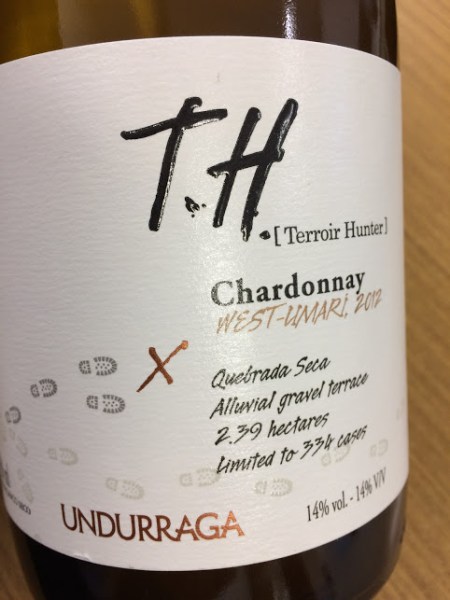 T.H.
[Terroir Hunter]
Chardonnay
WEST-UMARÍ, 2012
X
Quebrada Seca
Alluvial gravel terrace
2.39 hectares
Limited to 334 cases
UNDURRAGA
14% vol. - 14% V/V